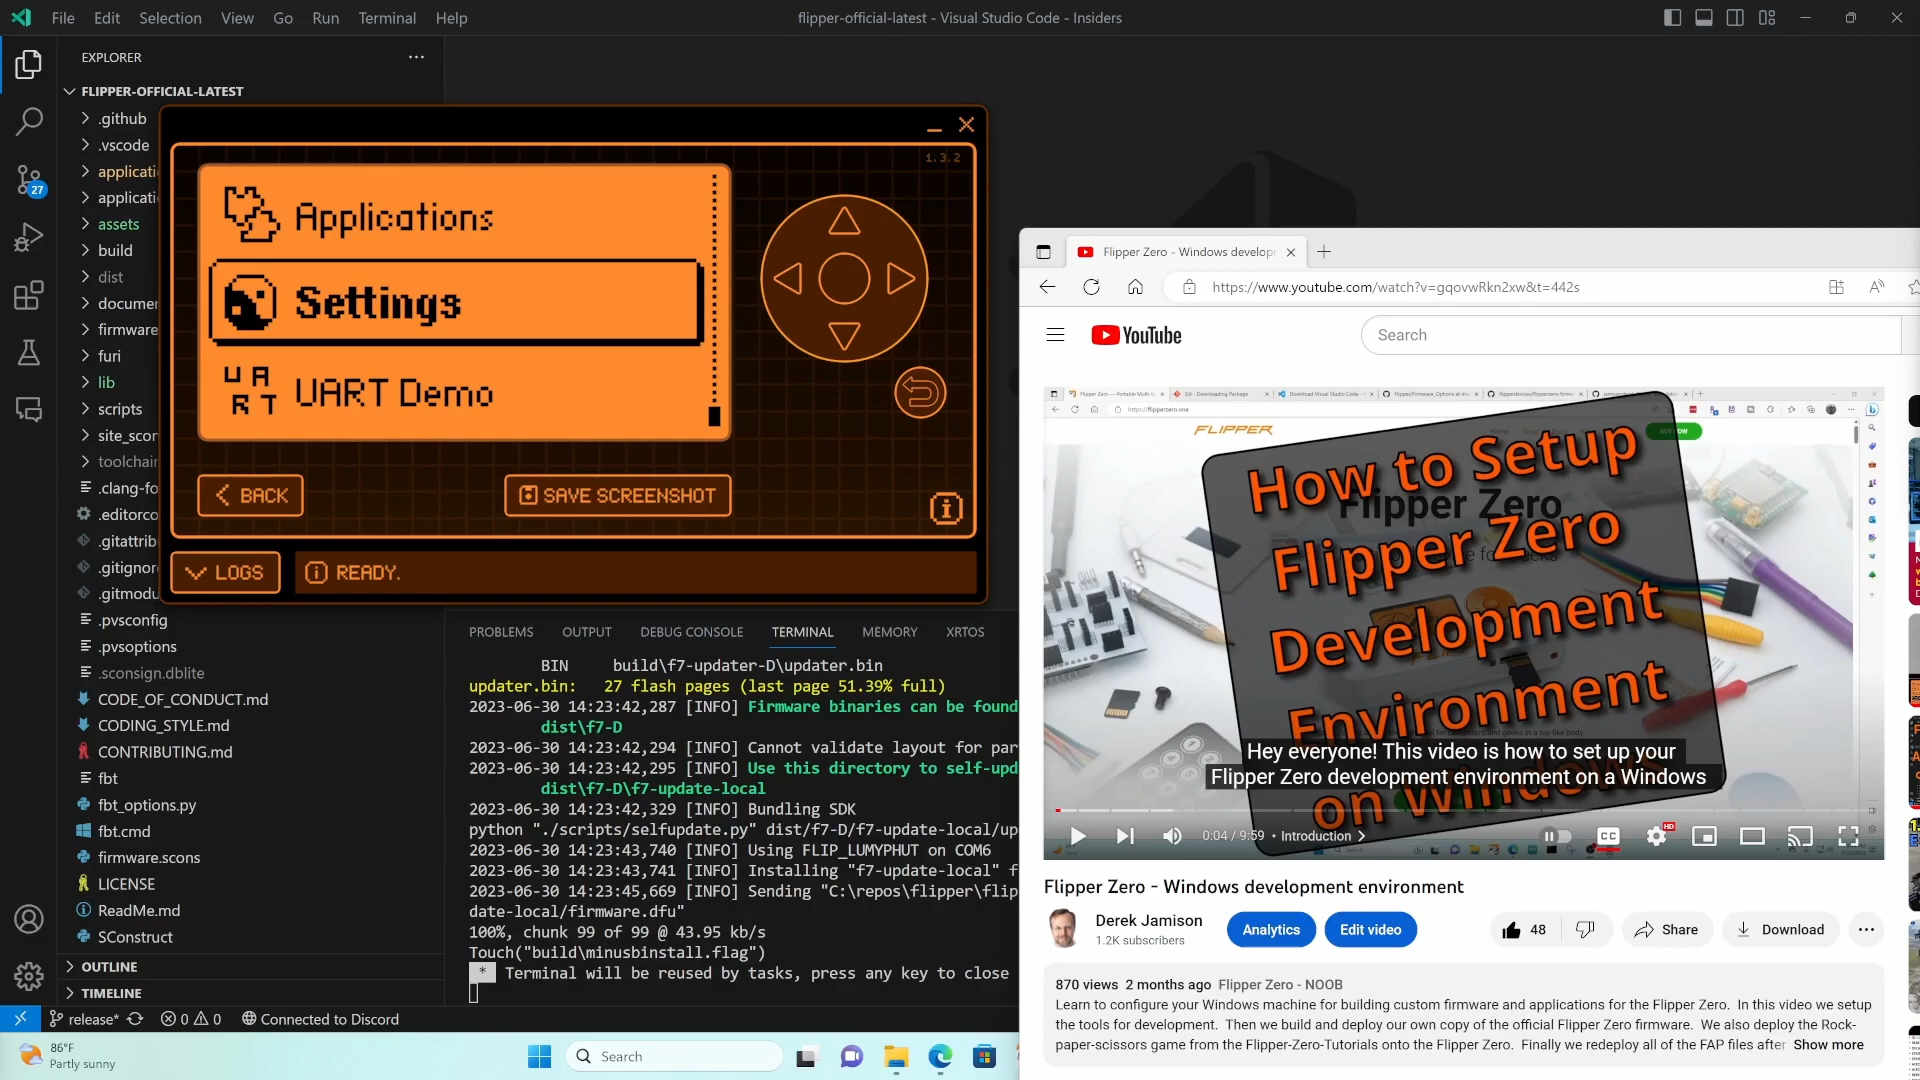 File Edit Selection View Go Run Terminal Help
flipper-official-latest - Visual Studio Code - Insiders
EXPLORER
FLIPPER-OFFICIAL-LATEST
.github
.vscode
assets
build
dist
firmware
furi
lib
scripts
.pvsconfig
.pvsoptions
.sconsign.dblite
CODE_OF_CONDUCT.md
CODING_STYLE.md
CONTRIBUTING.md
fbt
fbt_options.py
fbt.cmd
firmware.scons
LICENSE
ReadMe.md
SConstruct
OUTLINE
TIMELINE
27
1.3.2
Applications
Settings
UART Demo
BACK
SAVE SCREENSHOT
LOGS
READY.
PROBLEMS OUTPUT DEBUG CONSOLE TERMINAL MEMORY XRTOS
BIN build\f7-updater-D\updater.bin
updater.bin: 27 flash pages (last page 51.39% full)
2023-06-30 14:23:42,287 [INFO] Firmware binaries can be found
dist\f7-D
2023-06-30 14:23:42,294 [INFO] Cannot validate layout for par
2023-06-30 14:23:42,295 [INFO] Use this directory to self-upd
dist\f7-D\f7-update-local
2023-06-30 14:23:42,329 [INFO] Bundling SDK
python "./scripts/selfupdate.py" dist/f7-D/f7-update-local/up
2023-06-30 14:23:43,740 [INFO] Using FLIP_LUMYPHUT on COM6
2023-06-30 14:23:43,741 [INFO] Installing "f7-update-local" f
2023-06-30 14:23:45,669 [INFO] Sending "C:\repos\flipper\flip
date-local/firmware.dfu"
100%, chunk 99 of 99 @ 43.95 kb/s
Touch("build\minusbinstall.flag")
* Terminal will be reused by tasks, press any key to close
release* 0 0 Connected to Discord
86°F
Partly sunny
Search
Flipper Zero - Windows develop
https://www.youtube.com/watch?v=gqovwRkn2xw&t=442s
YouTube
Search
https://flipperzero.one
FLIPPER
Flipper Zero
How to Setup
Flipper Zero
Development
Environment
on Windows
Hey everyone! This video is how to set up your
Flipper Zero development environment on a Windows
0:04 / 9:59 • Introduction
CC
HD
Flipper Zero - Windows development environment
Derek Jamison
1.2K subscribers
Analytics
Edit video
48
Share
Download
870 views 2 months ago Flipper Zero - NOOB
Learn to configure your Windows machine for building custom firmware and applications for the Flipper Zero. In this video we setup
the tools for development. Then we build and deploy our own copy of the official Flipper Zero firmware. We also deploy the Rock-
paper-scissors game from the Flipper-Zero-Tutorials onto the Flipper Zero. Finally we redeploy all of the FAP files after Show more